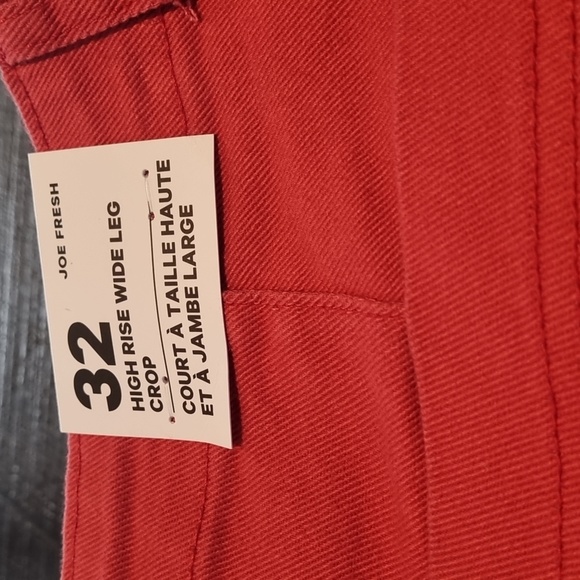 JOE FRESH
32
HIGH RISE WIDE LEG
CROP
COURT À TAILLE HAUTE
ET À JAMBE LARGE